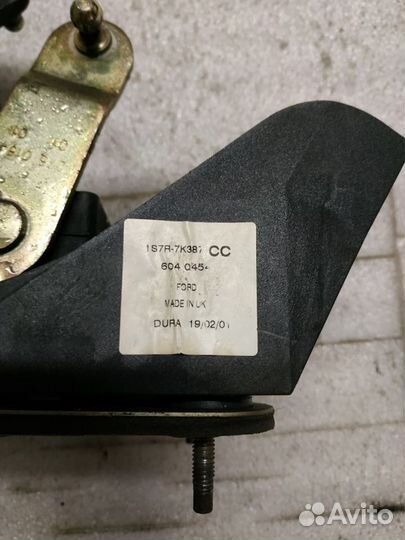 1S7R-7K387 CC
604 0454
FORD
MADE IN UK
DURA 19/02/01
Avito